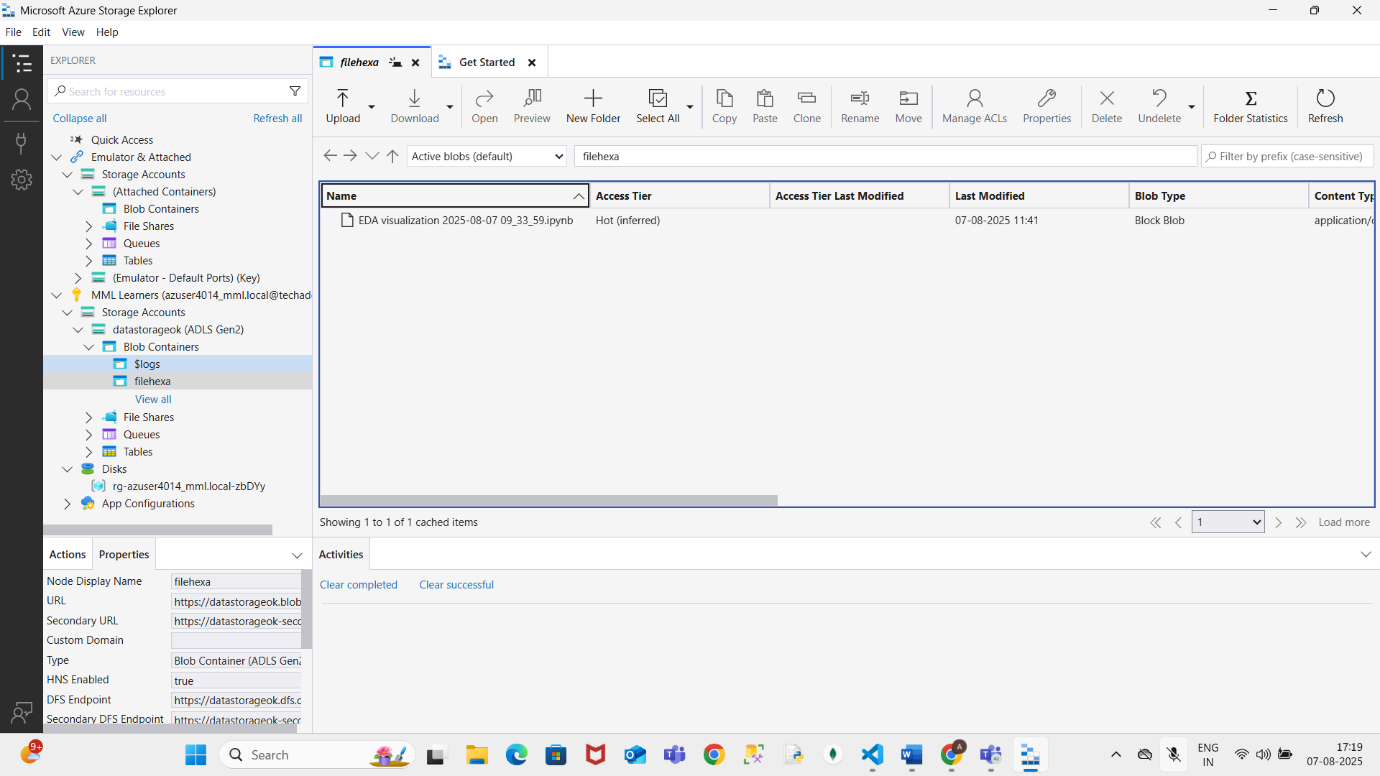 Microsoft Azure Storage Explorer
File Edit View Help
EXPLORER
Search for resources
Collapse all Refresh all
Quick Access
Emulator & Attached
Storage Accounts
(Attached Containers)
Blob Containers
File Shares
Queues
Tables
(Emulator - Default Ports) (Key)
MML Learners (azuser4014_mml.local@techad
Storage Accounts
datastorageok (ADLS Gen2)
Blob Containers
$logs
filehexa
View all
File Shares
Queues
Tables
Disks
rg-azuser4014_mml.local-zbDYy
App Configurations
Actions Properties
Node Display Name filehexa
URL https://datastorageok.blob
Secondary URL https://datastorageok-secc
Custom Domain
Type Blob Container (ADLS Gen2
HNS Enabled true
DFS Endpoint https://datastorageok.dfs.c
Secondary DFS Endpoint https://datastorageok-secc
filehexa Get Started
Upload Download Open Preview New Folder Select All Copy Paste Clone Rename Move Manage ACLs Properties Delete Undelete Folder Statistics Refresh
Active blobs (default) filehexa Filter by prefix (case-sensitive)
Name Access Tier Access Tier Last Modified Last Modified Blob Type Content Typ
EDA visualization 2025-08-07 09_33_59.ipynb Hot (inferred) 07-08-2025 11:41 Block Blob application/c
Showing 1 to 1 of 1 cached items 1 Load more
Activities
Clear completed Clear successful
9+ Search A ENG 17:19
IN 07-08-2025